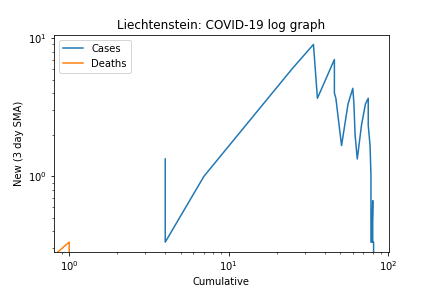 Liechtenstein: COVID-19 log graph
Cases
Deaths
New (3 day SMA)
10¹
10⁰
10⁰
10¹
10²
Cumulative